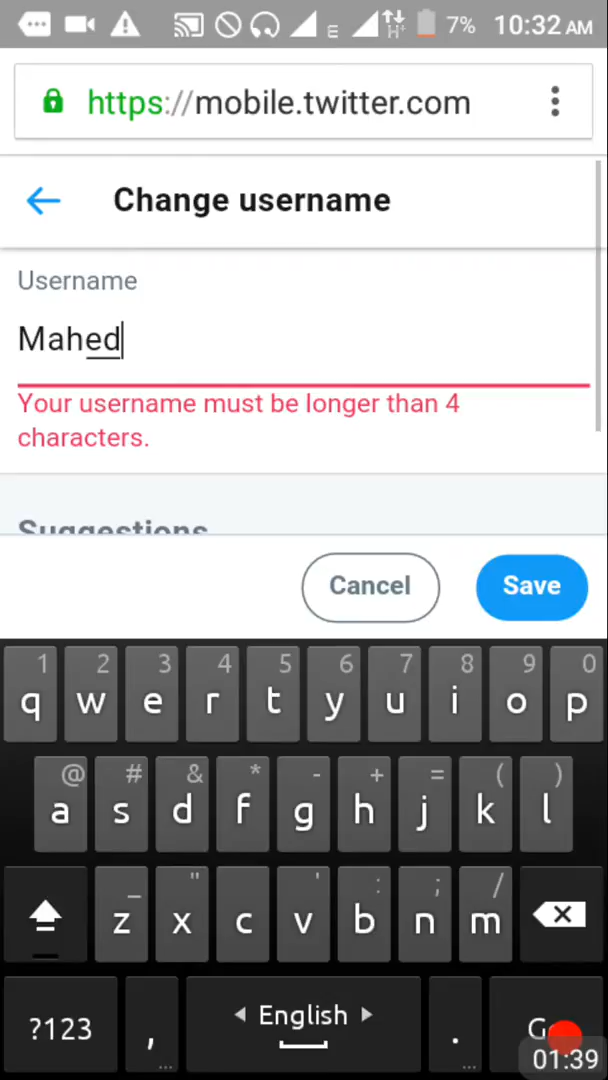 7% 10:32 AM
https://mobile.twitter.com
Change username
Username
Mahed
Your username must be longer than 4
characters.
Suggestions
Cancel Save
1 2 3 4 5 6 7 8 9 0
q w e r t y u i o p
@ # & * - + = ( )
a s d f g h j k l
_ " ' : ; /
z x c v b n m
?123 , English .
01:39